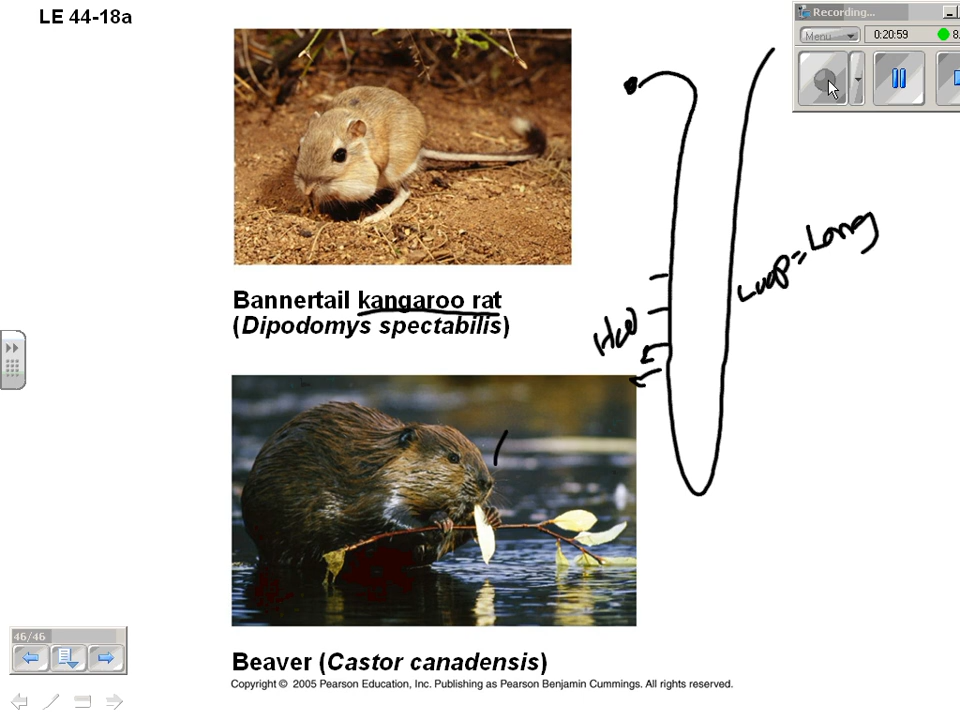 LE 44-18a
Recording...
Menu
0:20:59
8
Bannertail kangaroo rat
(Dipodomys spectabilis)
Loop = Long
46/46
Beaver (Castor canadensis)
Copyright © 2005 Pearson Education, Inc. Publishing as Pearson Benjamin Cummings. All rights reserved.